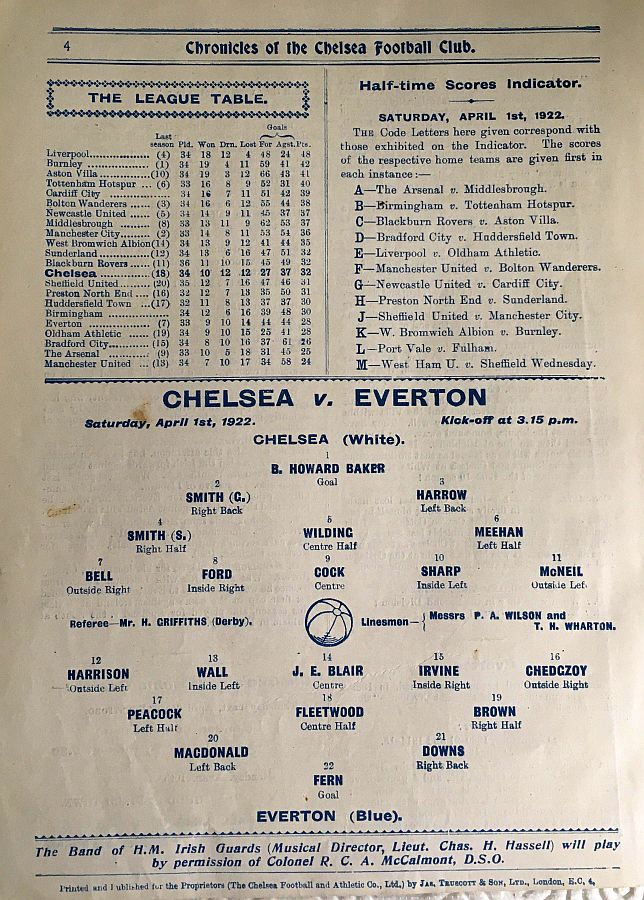 4
Chronicles of the Chelsea Football Club.
THE LEAGUE TABLE.
Goals
Last season Pld. Won Drn. Lost For Agst. Pts.
Liverpool.................. (4) 34 18 12 4 48 24 48
Burnley .................. (1) 34 19 4 11 59 41 42
Aston Villa...............(10) 34 19 3 12 66 43 41
Tottenham Hotspur ... (6) 33 16 8 9 52 31 40
Cardiff City ............... 34 16 7 11 51 42 39
Bolton Wanderers ... (3) 34 16 6 12 55 44 38
Newcastle United ...... (5) 34 14 9 11 45 37 37
Middlesbrough ......... (8) 33 13 11 9 62 53 37
Manchester City......... (2) 33 14 8 11 53 54 36
West Bromwich Albion(14) 34 13 9 12 41 44 35
Sunderland...............(12) 34 13 6 16 47 51 32
Blackburn Rovers ......(11) 36 11 10 15 45 49 32
Chelsea ..................(18) 34 10 12 12 27 37 32
Sheffield United .........(20) 35 12 7 16 47 46 31
Preston North End ... (16) 32 12 7 13 35 50 31
Huddersfield Town ...(17) 32 11 8 13 37 37 30
Birmingham ............... 34 12 6 16 39 48 30
Everton .................. (7) 33 9 10 14 44 44 28
Oldham Athletic ......(19) 34 9 10 15 25 41 28
Bradford City............(15) 34 8 10 16 37 61 26
The Arsenal ............ (9) 33 10 5 18 31 45 25
Manchester United ...(13) 34 7 10 17 34 58 24
Half-time Scores Indicator.
SATURDAY, APRIL 1st, 1922.
THE Code Letters here given correspond with
those exhibited on the Indicator. The scores
of the respective home teams are given first in
each instance:—
A—The Arsenal v. Middlesbrough.
B—Birmingham v. Tottenham Hotspur.
C—Blackburn Rovers v. Aston Villa.
D—Bradford City v. Huddersfield Town.
E—Liverpool v. Oldham Athletic.
F—Manchester United v. Bolton Wanderers.
G—Newcastle United v. Cardiff City.
H—Preston North End v. Sunderland.
J—Sheffield United v. Manchester City.
K—W. Bromwich Albion v. Burnley.
L—Port Vale v. Fulham.
M—West Ham U. v. Sheffield Wednesday.
CHELSEA v. EVERTON
Saturday, April 1st, 1922. Kick-off at 3.15 p.m.
CHELSEA (White).
1
B. HOWARD BAKER
Goal
2 3
SMITH (G.) HARROW
Right Back Left Back
4 5 6
SMITH (S.) WILDING MEEHAN
Right Half Centre Half Left Half
7 8 9 10 11
BELL FORD COCK SHARP McNEIL
Outside Right Inside Right Centre Inside Left Outside Left
Referee—Mr. H. GRIFFITHS (Derby). Linesmen—{ Messrs P. A. WILSON and
T. H. WHARTON.
12 13 14 15 16
HARRISON WALL J. E. BLAIR IRVINE CHEDGZOY
Outside Left Inside Left Centre Inside Right Outside Right
17 18 19
PEACOCK FLEETWOOD BROWN
Left Half Centre Half Right Half
20 21
MACDONALD DOWNS
Left Back Right Back
22
FERN
Goal
EVERTON (Blue).
The Band of H.M. Irish Guards (Musical Director, Lieut. Chas. H. Hassell) will play
by permission of Colonel R. C. A. McCalmont, D.S.O.
Printed and Published for the Proprietors (The Chelsea Football and Athletic Co., Ltd.) by JAS. TRUSCOTT & SON, LTD., London, E.C. 4,